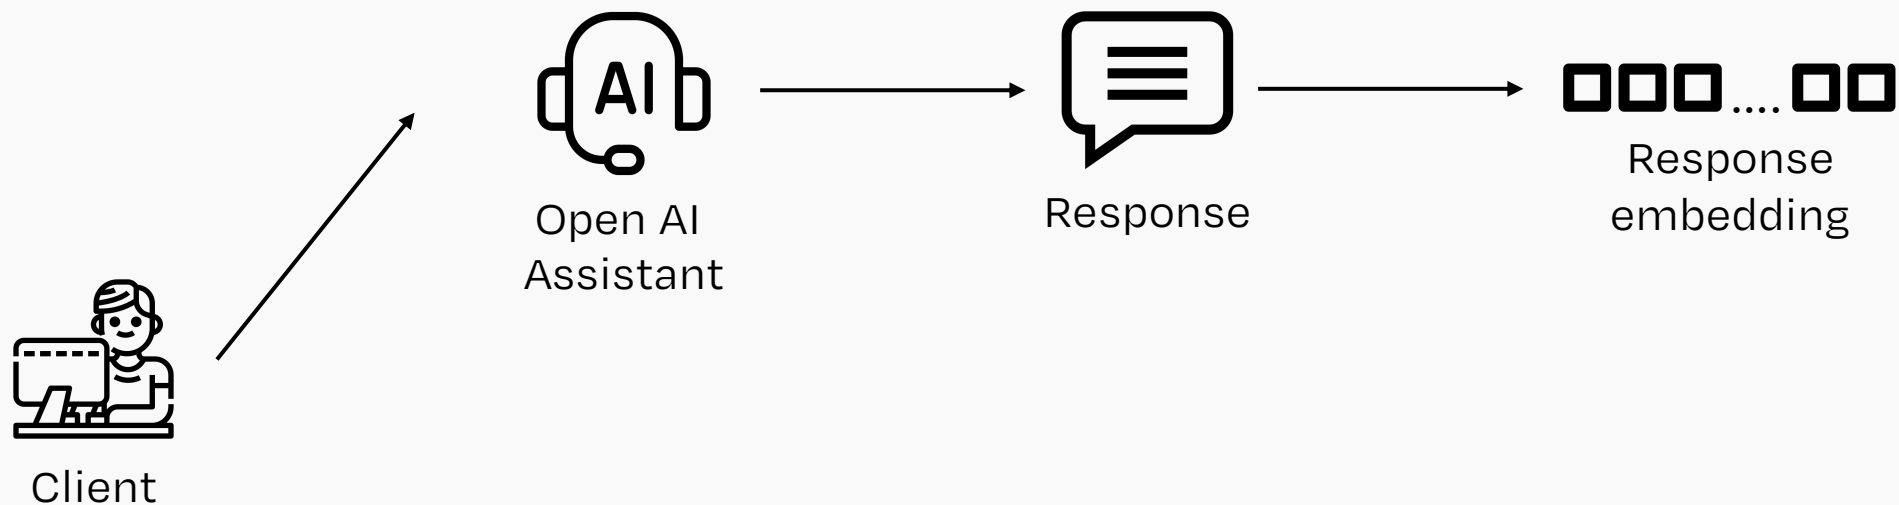 AI
Open AI
Assistant
Response
....
Response
embedding
Client